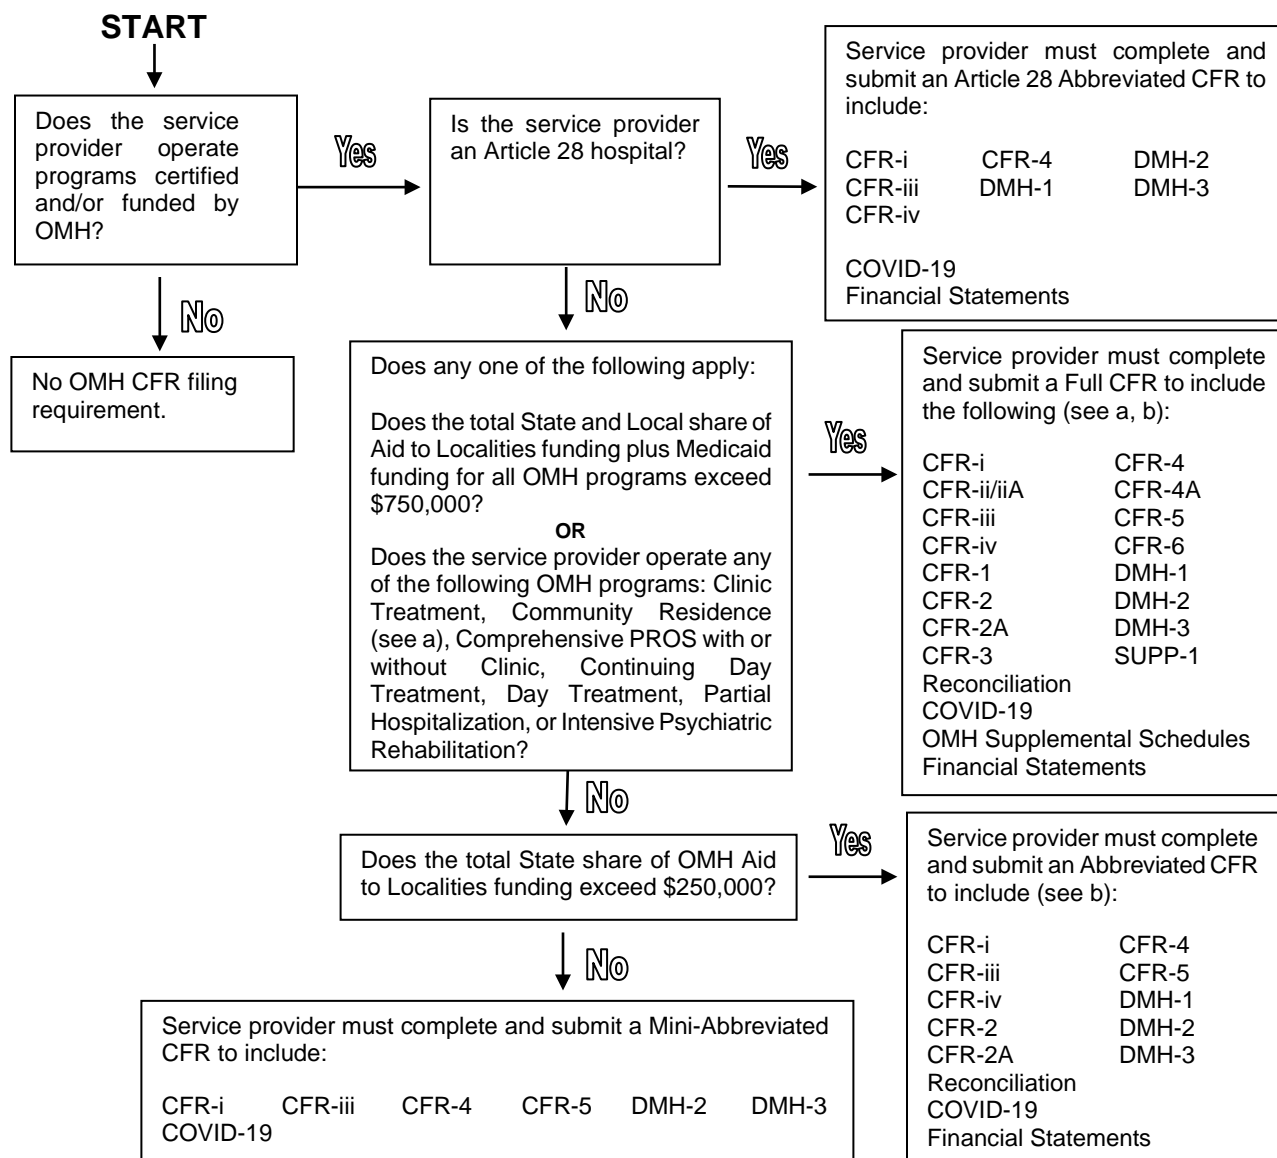 START
Does the service
provider operate
programs certified
and/or funded by
OMH?
Yes
Is the service provider
an Article 28 hospital?
Yes
Service provider must complete and
submit an Article 28 Abbreviated CFR to
include:
CFR-i CFR-4 DMH-2
CFR-iii DMH-1 DMH-3
CFR-iv
COVID-19
Financial Statements
No
No OMH CFR filing
requirement.
No
Does any one of the following apply:
Does the total State and Local share of
Aid to Localities funding plus Medicaid
funding for all OMH programs exceed
$750,000?
OR
Does the service provider operate any
of the following OMH programs: Clinic
Treatment, Community Residence
(see a), Comprehensive PROS with or
without Clinic, Continuing Day
Treatment, Day Treatment, Partial
Hospitalization, or Intensive Psychiatric
Rehabilitation?
Yes
Service provider must complete
and submit a Full CFR to include
the following (see a, b):
CFR-i CFR-4
CFR-ii/iiA CFR-4A
CFR-iii CFR-5
CFR-iv CFR-6
CFR-1 DMH-1
CFR-2 DMH-2
CFR-2A DMH-3
CFR-3 SUPP-1
Reconciliation
COVID-19
OMH Supplemental Schedules
Financial Statements
No
Does the total State share of OMH Aid
to Localities funding exceed $250,000?
Yes
Service provider must complete
and submit an Abbreviated CFR
to include (see b):
CFR-i CFR-4
CFR-iii CFR-5
CFR-iv DMH-1
CFR-2 DMH-2
CFR-2A DMH-3
Reconciliation
COVID-19
Financial Statements
No
Service provider must complete and submit a Mini-Abbreviated
CFR to include:
CFR-i CFR-iii CFR-4 CFR-5 DMH-2 DMH-3
COVID-19